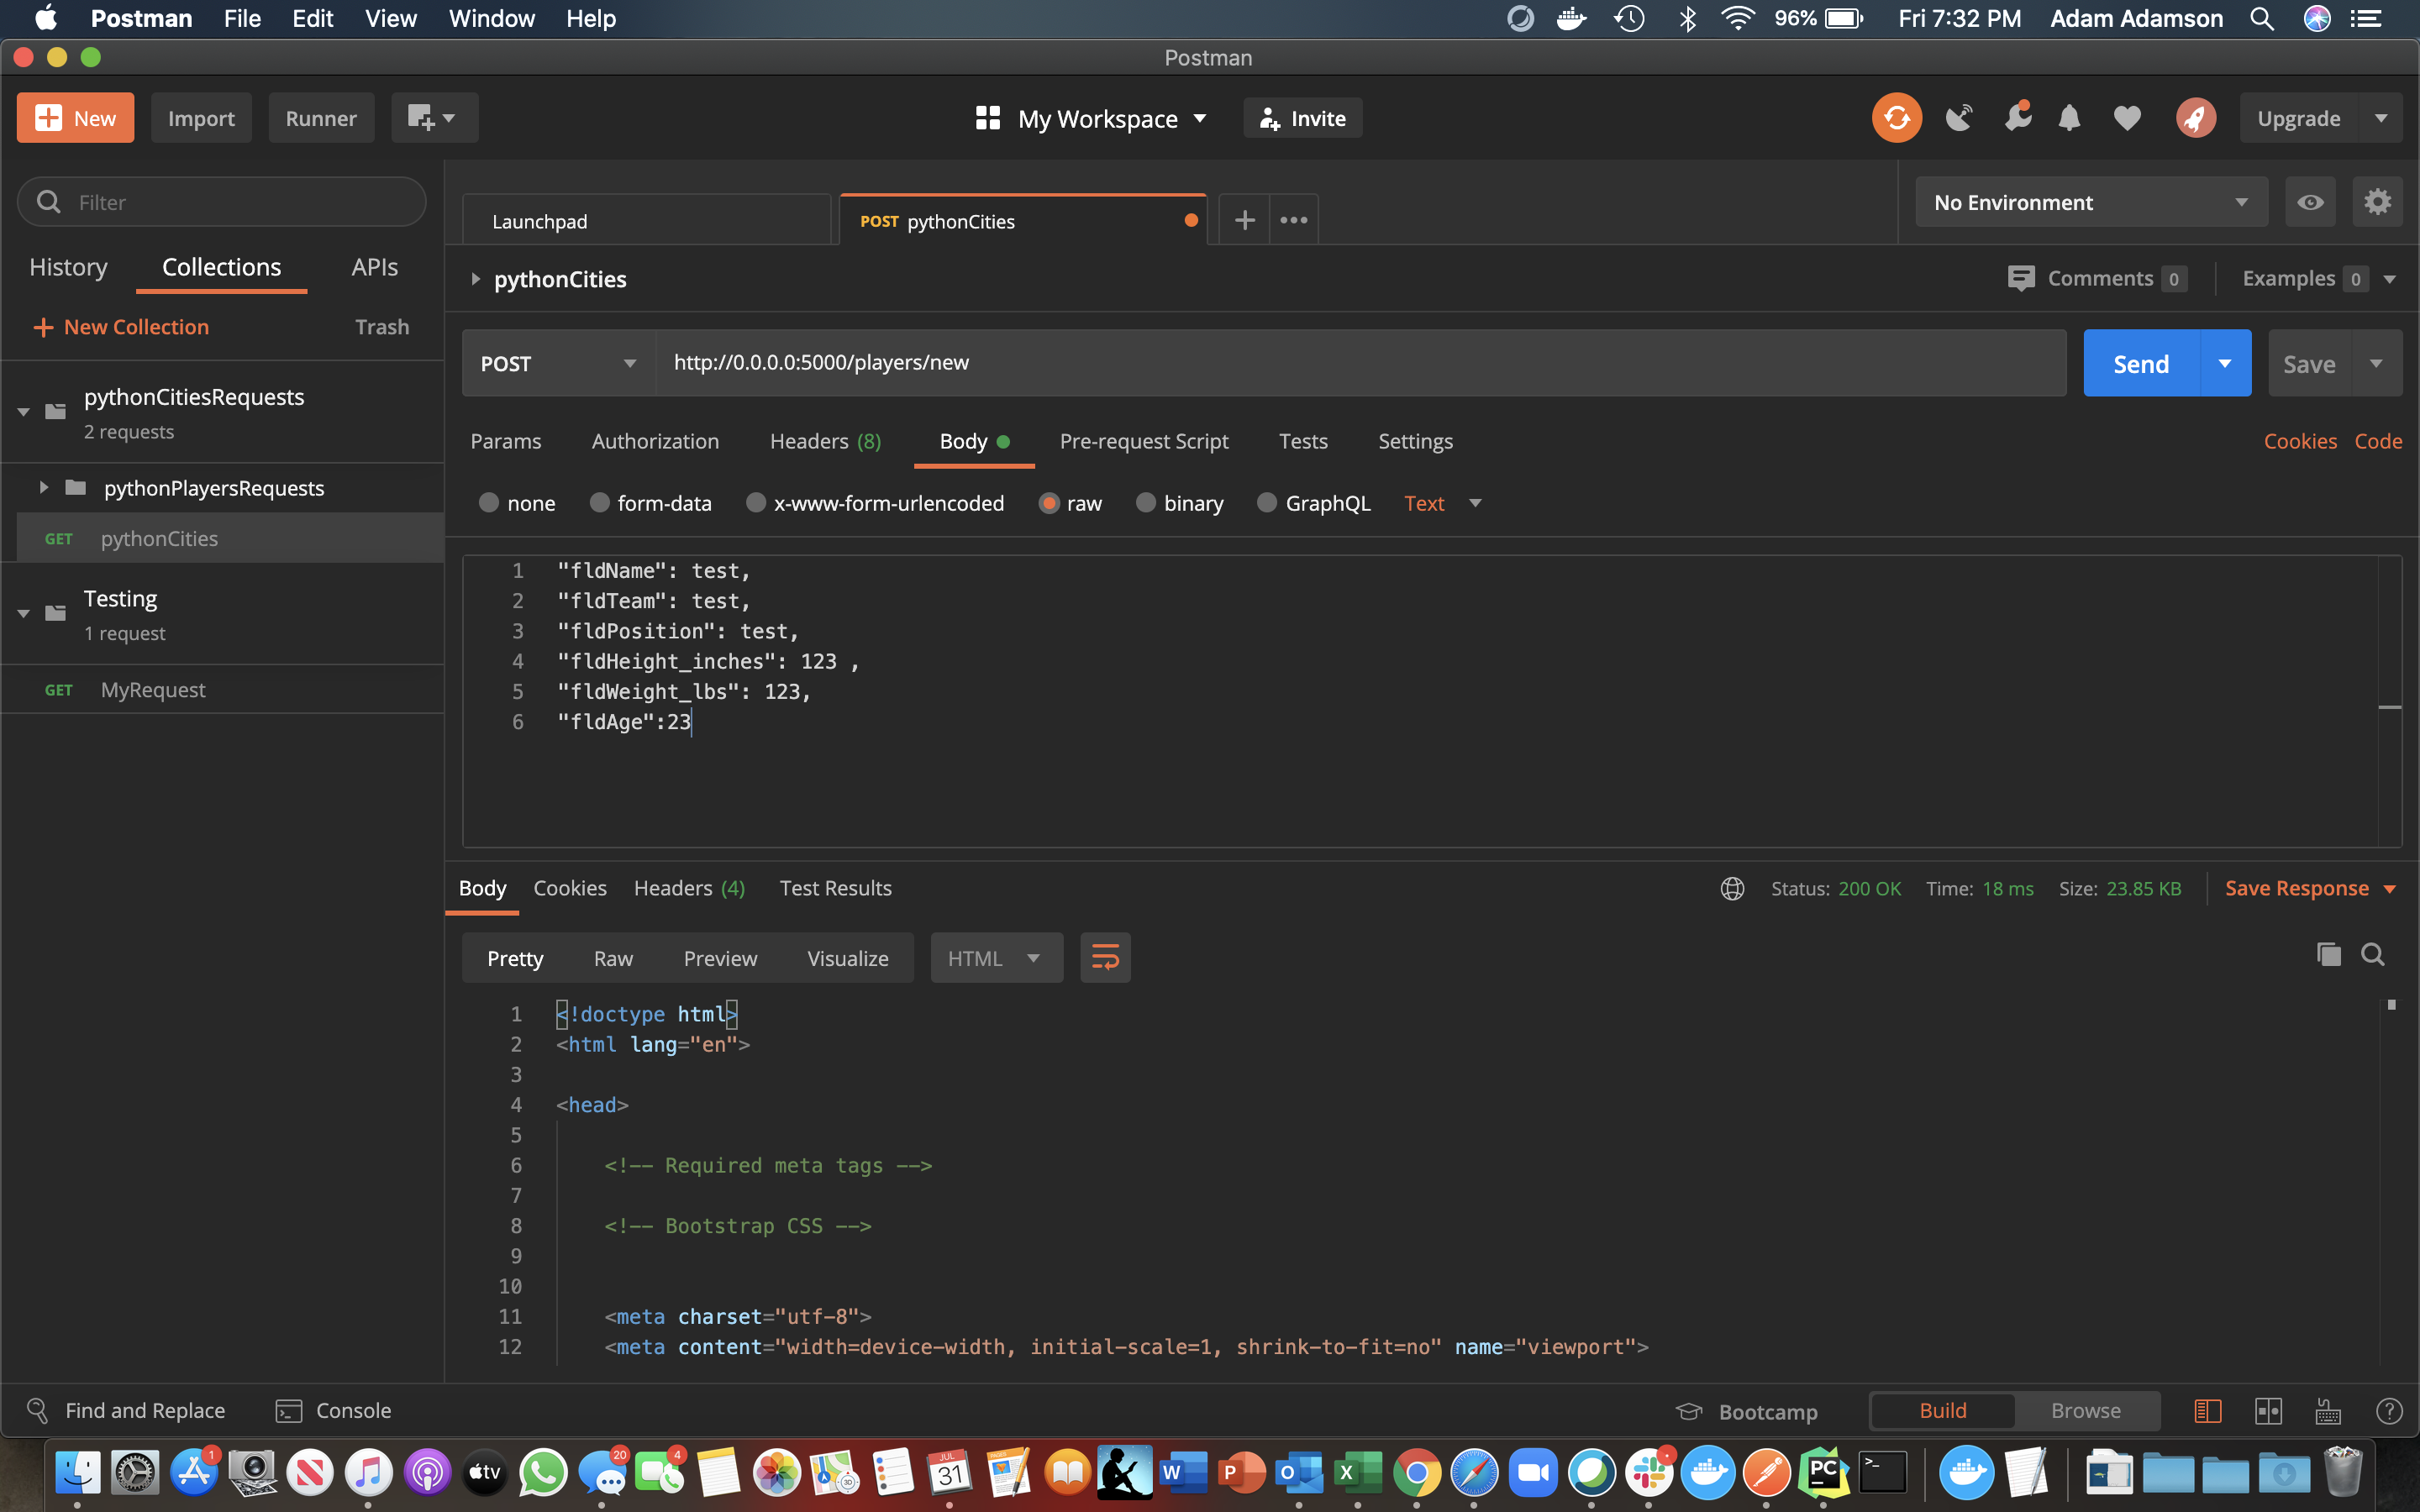 Postman File Edit View Window Help 96% Fri 7:32 PM Adam Adamson
Postman
New Import Runner My Workspace Invite Upgrade
Filter
Launchpad POST pythonCities No Environment
History Collections APIs
pythonCities Comments 0 Examples 0
New Collection Trash
POST http://0.0.0.0:5000/players/new Send Save
pythonCitiesRequests
2 requests
Params Authorization Headers (8) Body Pre-request Script Tests Settings Cookies Code
pythonPlayersRequests
none form-data x-www-form-urlencoded raw binary GraphQL Text
GET pythonCities
Testing
1 request
GET MyRequest
1 "fldName": test,
2 "fldTeam": test,
3 "fldPosition": test,
4 "fldHeight_inches": 123 ,
5 "fldWeight_lbs": 123,
6 "fldAge":23
Body Cookies Headers (4) Test Results Status: 200 OK Time: 18 ms Size: 23.85 KB Save Response
Pretty Raw Preview Visualize HTML
1 <!doctype html>
2 <html lang="en">
3
4 <head>
5
6 <!-- Required meta tags -->
7
8 <!-- Bootstrap CSS -->
9
10
11 <meta charset="utf-8">
12 <meta content="width=device-width, initial-scale=1, shrink-to-fit=no" name="viewport">
Find and Replace Console Bootcamp Build Browse
1 tv 20 4 3D JUL 31 PAGES W P O X PC >_